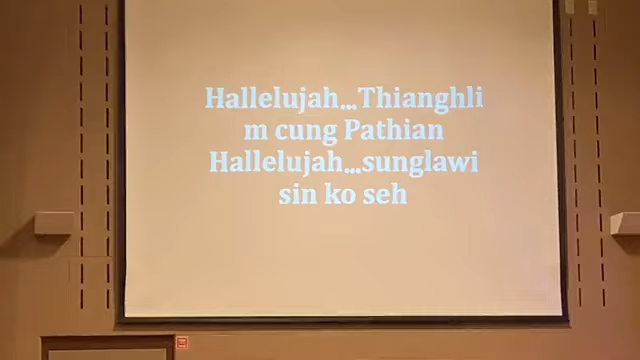 Hallelujah...Thianghli
m cung Pathian
Hallelujah...sunglawi
sin ko seh